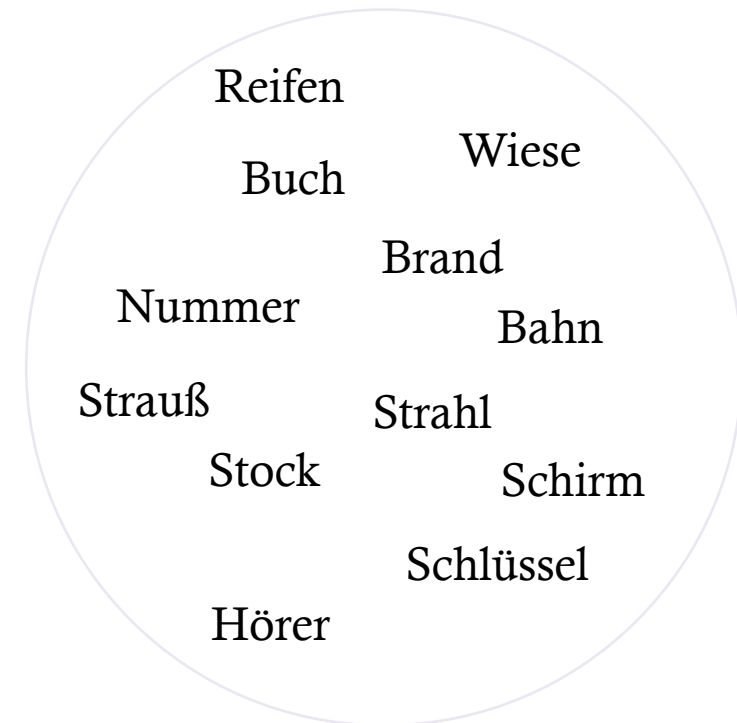 Reifen
Wiese
Buch
Brand
Nummer
Bahn
Strauß
Strahl
Stock
Schirm
Schlüssel
Hörer